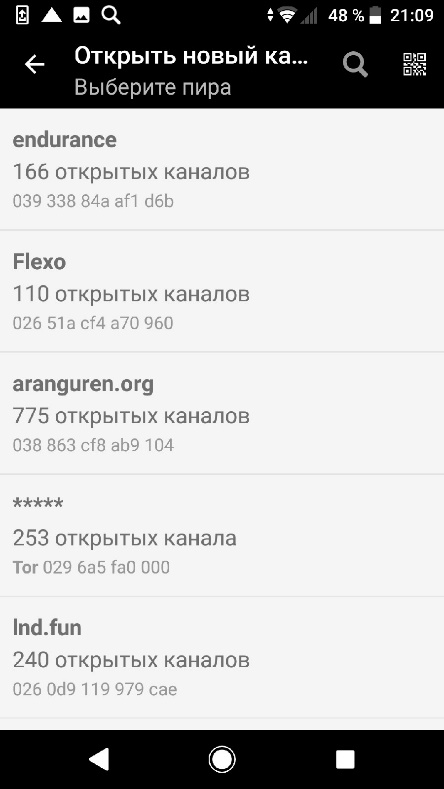 48 % 21:09
Открыть новый ка...
Выберите пира
endurance
166 открытых каналов
039 338 84a af1 d6b
Flexo
110 открытых каналов
026 51a cf4 a70 960
aranguren.org
775 открытых каналов
038 863 cf8 ab9 104
*****
253 открытых канала
Tor 029 6a5 fa0 000
lnd.fun
240 открытых каналов
026 0d9 119 979 cae